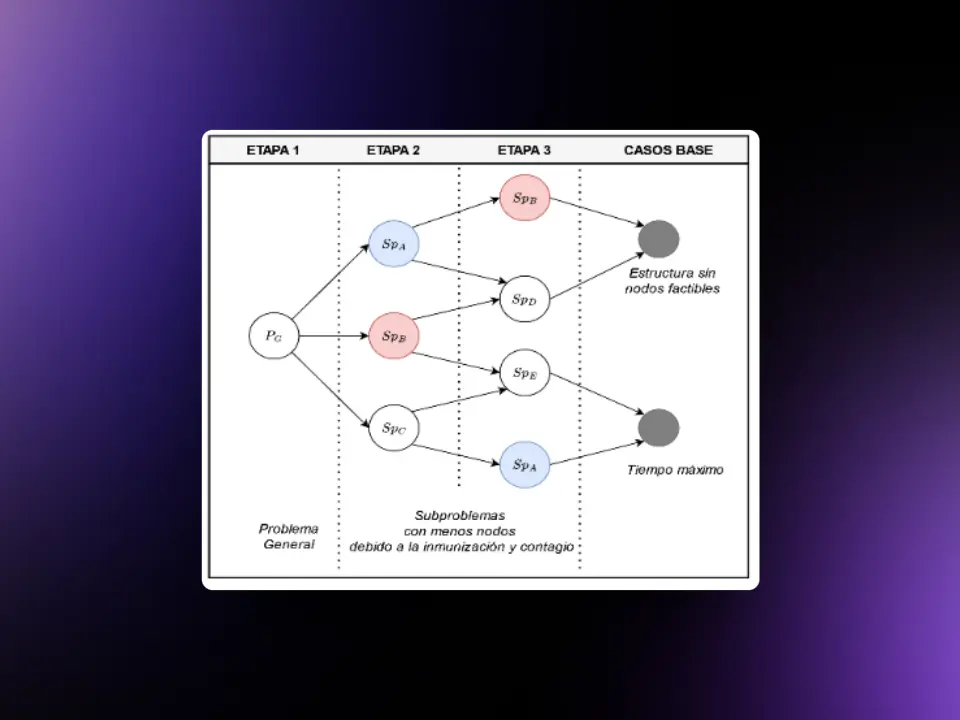 ETAPA 1
ETAPA 2
ETAPA 3
CASOS BASE
Sp_B
Sp_A
Estructura sin
nodos factibles
Sp_D
P_G
Sp_B
Sp_E
Sp_C
Sp_A
Tiempo máximo
Problema
General
Subproblemas
con menos nodos
debido a la inmunización y contagio